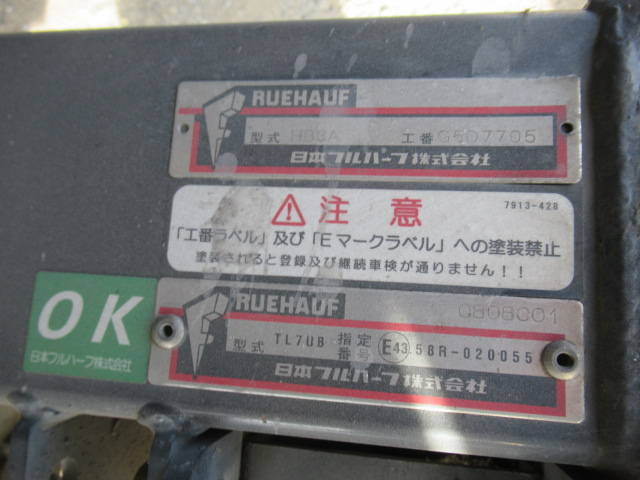 RUEHAUF
型式 HB8A 工番 G507705
日本フルハーフ株式会社
注意
7913-428
「工番ラベル」及び「Eマークラベル」への塗装禁止
塗装されると登録及び継続車検が通りません!!
OK
日本フルハーフ株式会社
RUEHAUF
GB0BC01
型式 TL7UB 指定番号 E43 58R-020055
日本フルハーフ株式会社